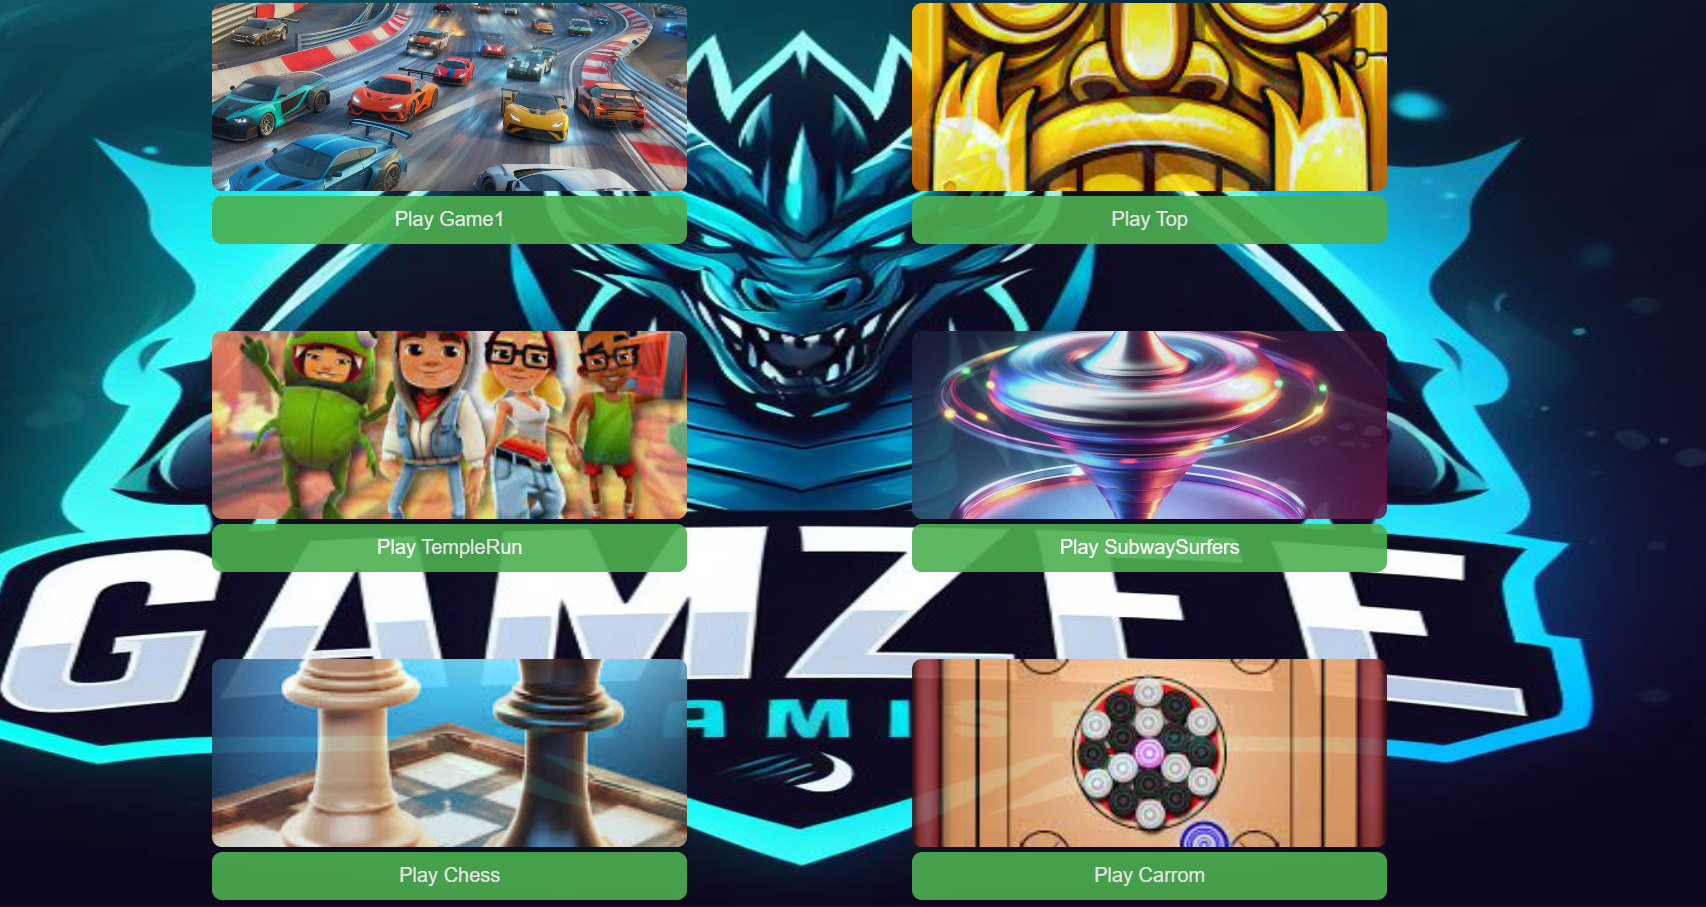 Play Game1
Play Top
Play TempleRun
Play SubwaySurfers
GAMZEE
Play Chess
Play Carrom